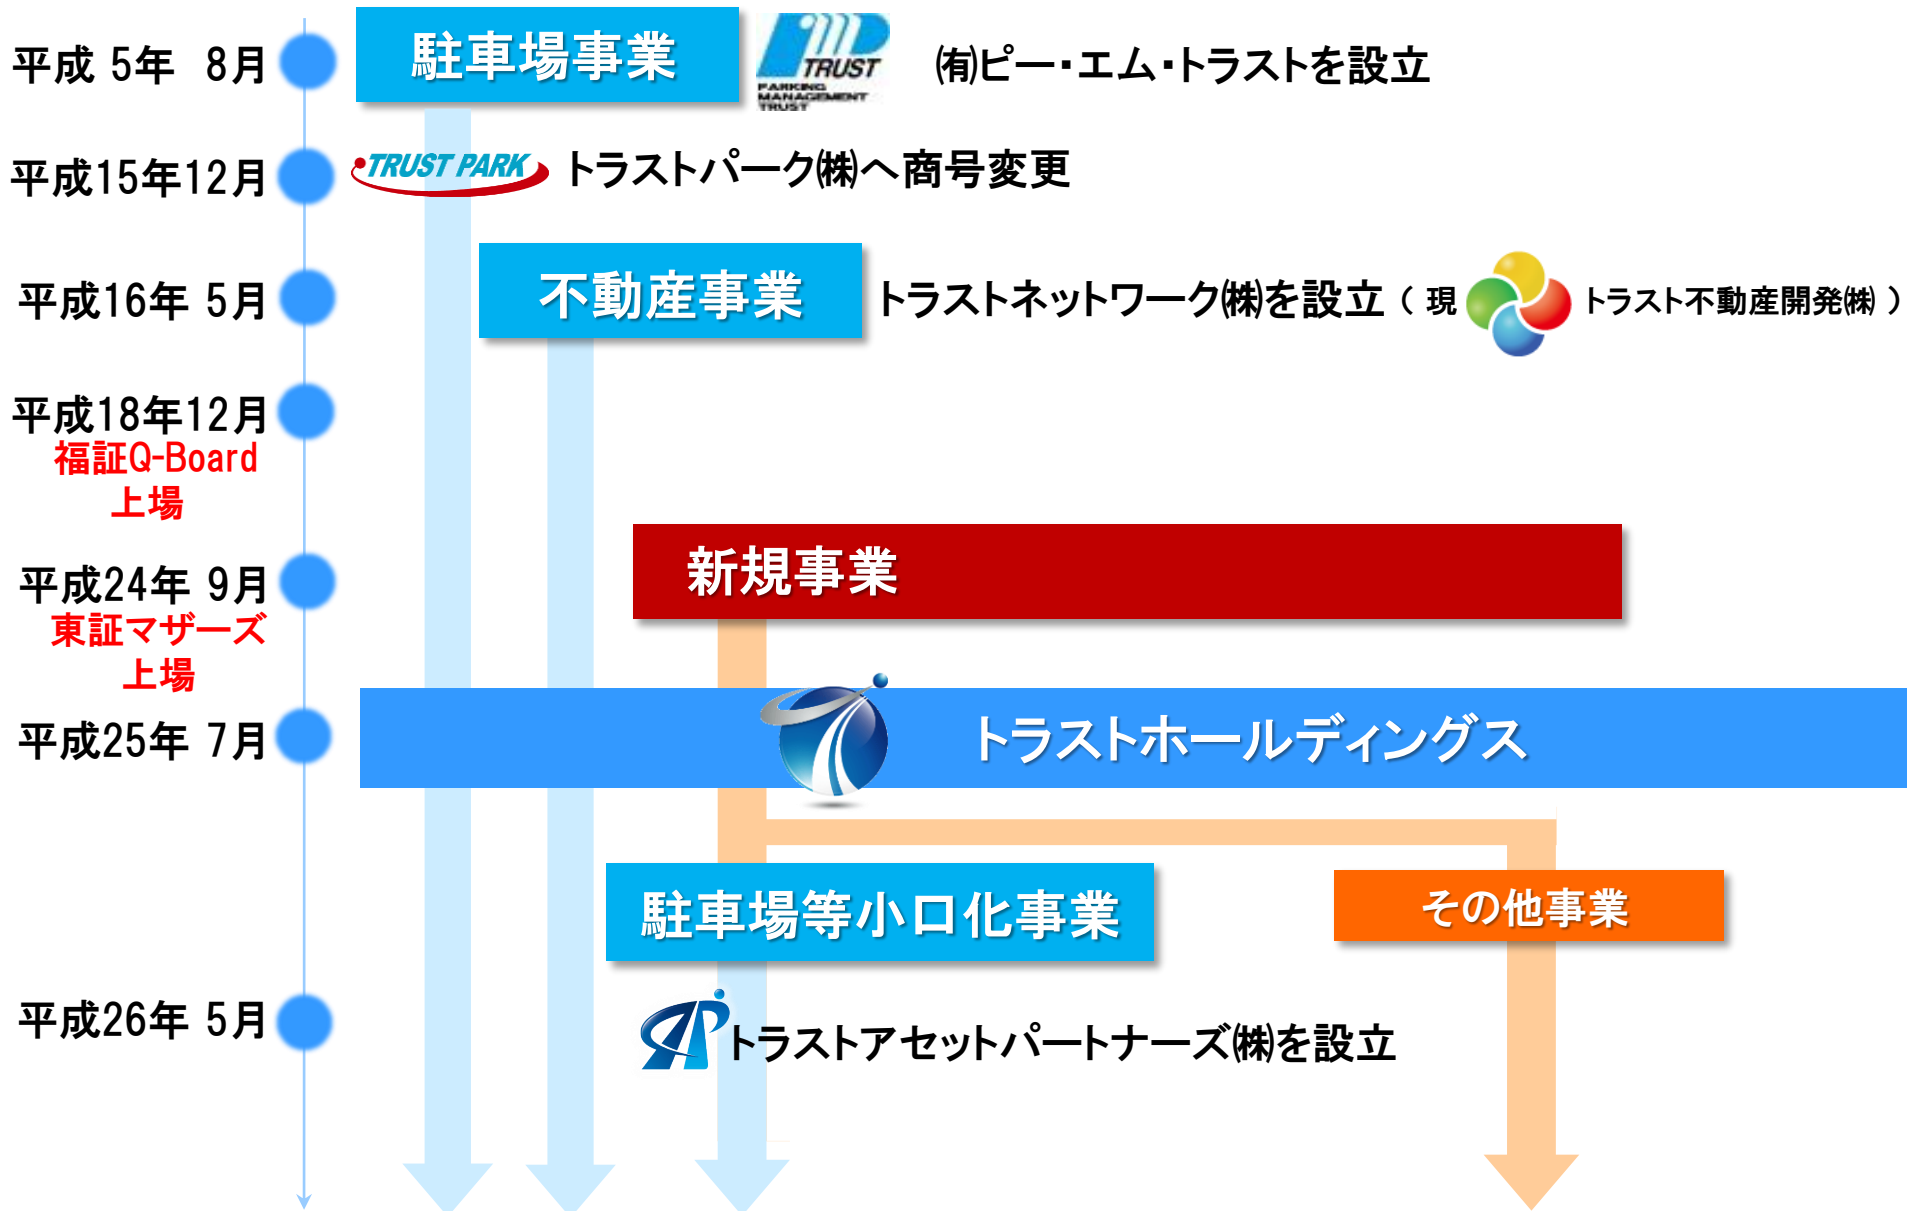 平成 5年 8月
駐車場事業
TRUST
PARKING
MANAGEMENT
TRUST
㈲ピー・エム・トラストを設立
平成15年12月
TRUST PARK
トラストパーク㈱へ商号変更
平成16年 5月
不動産事業
トラストネットワーク㈱を設立（ 現 トラスト不動産開発㈱ ）
平成18年12月
福証Q-Board
上場
新規事業
平成24年 9月
東証マザーズ
上場
平成25年 7月
トラストホールディングス
駐車場等小口化事業
その他事業
平成26年 5月
トラストアセットパートナーズ㈱を設立